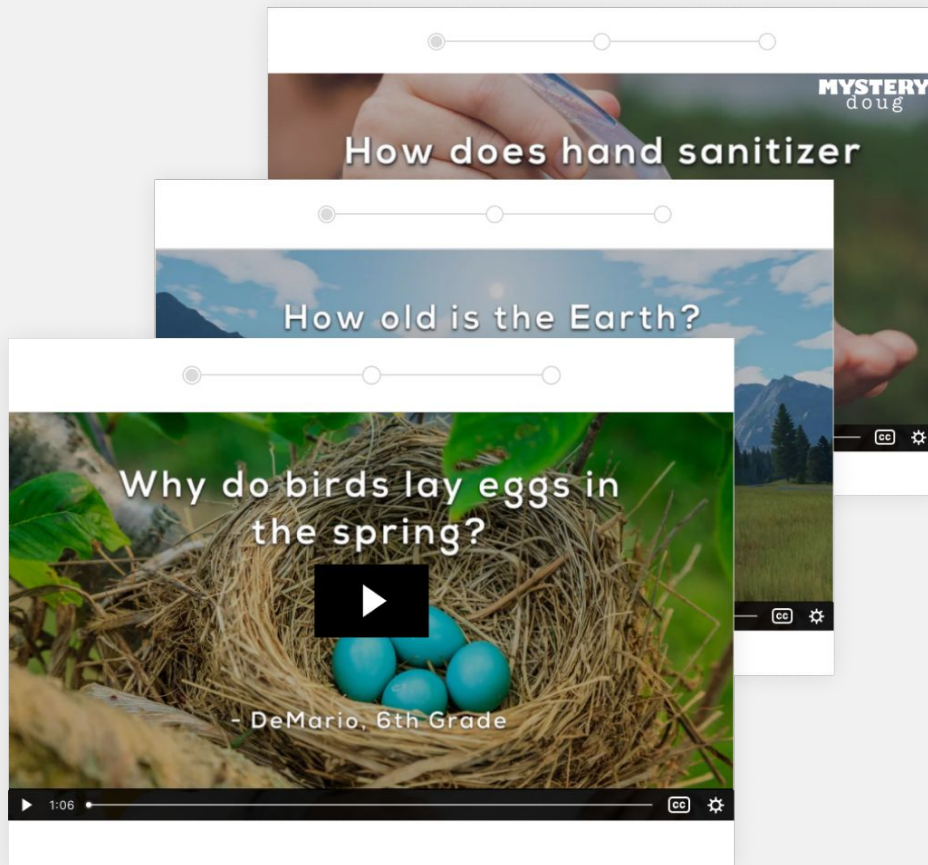 MYSTERY
doug
How does hand sanitizer
CC
How old is the Earth?
CC
Why do birds lay eggs in
the spring?
- DeMario, 6th Grade
1:06
CC